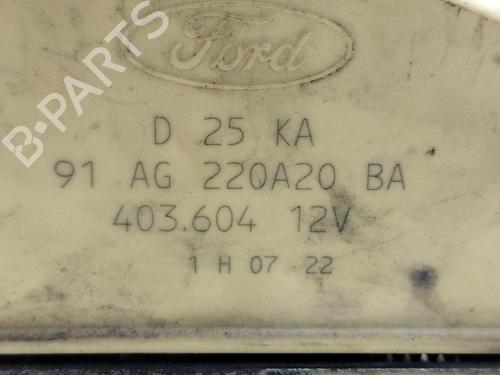 Ford
B-PARTS
D 25 KA
91 AG 220A20 BA
403.604 12V
1 H 07 22